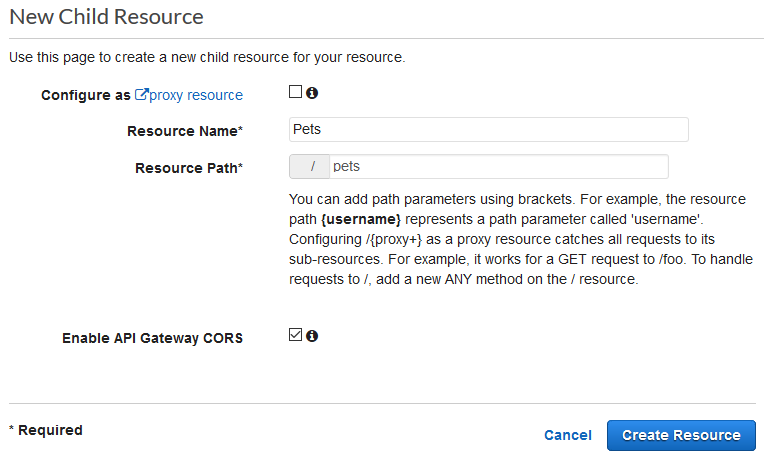 New Child Resource
Use this page to create a new child resource for your resource.
Configure as proxy resource
Resource Name* Pets
Resource Path* / pets
You can add path parameters using brackets. For example, the resource
path {username} represents a path parameter called 'username'.
Configuring /{proxy+} as a proxy resource catches all requests to its
sub-resources. For example, it works for a GET request to /foo. To handle
requests to /, add a new ANY method on the / resource.
Enable API Gateway CORS
* Required
Cancel Create Resource